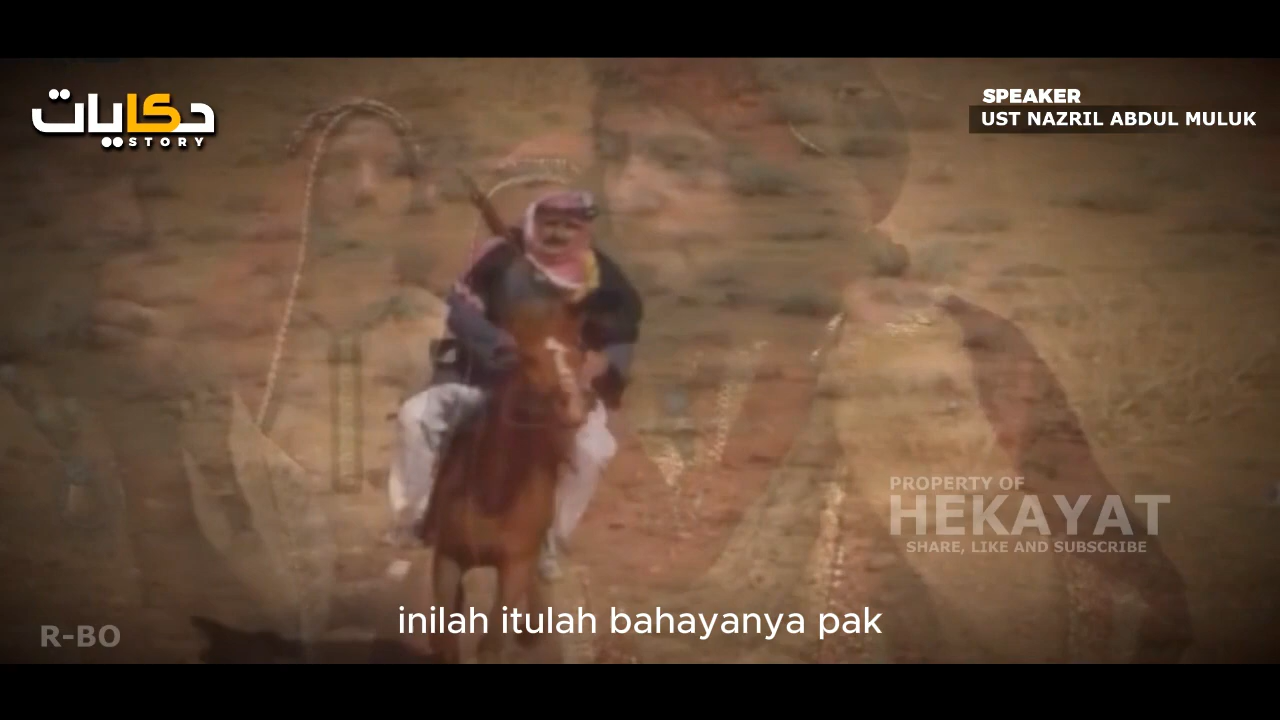 حكايات
STORY
SPEAKER
UST NAZRIL ABDUL MULUK
PROPERTY OF
HEKAYAT
SHARE, LIKE AND SUBSCRIBE
inilah itulah bahayanya pak
R-BO